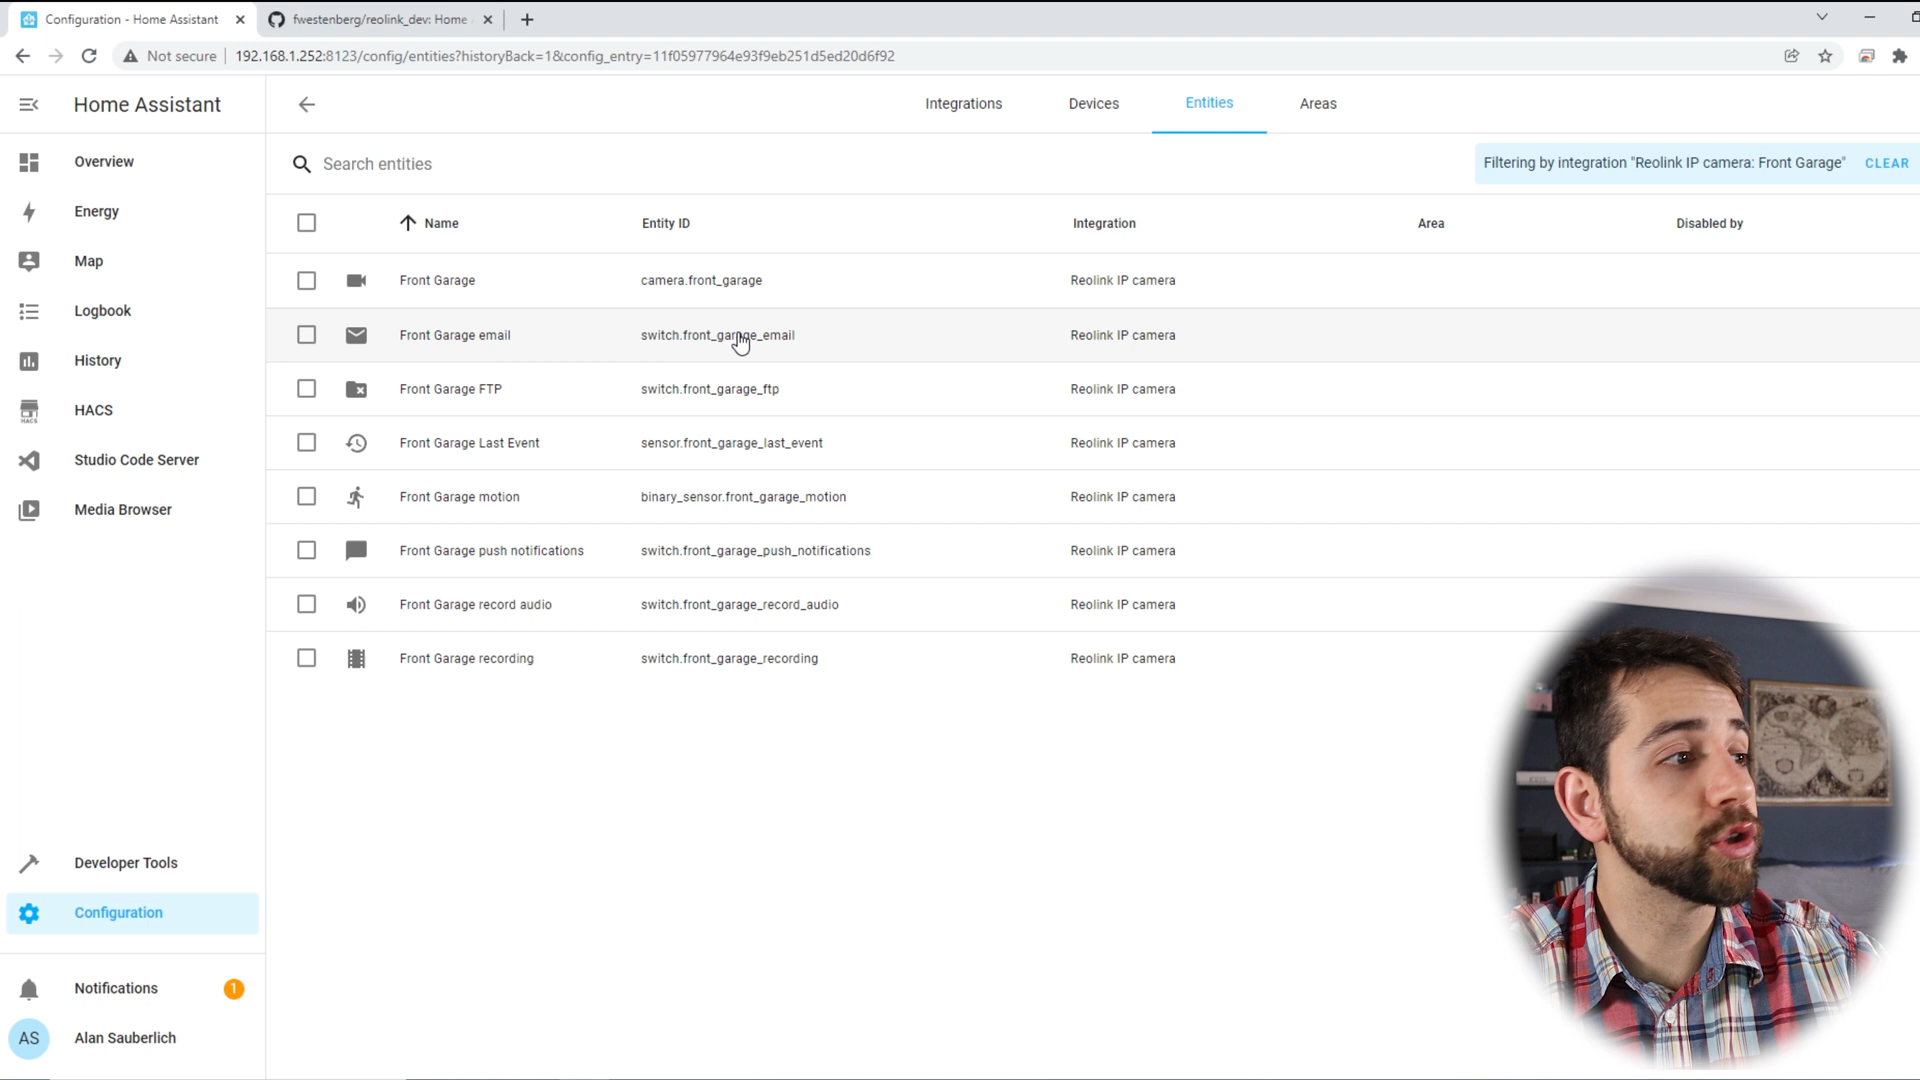 Configuration - Home Assistant
fwestenberg/reolink_dev: Home
Not secure
192.168.1.252:8123/config/entities?historyBack=1&config_entry=11f05977964e93f9eb251d5ed20d6f92
Home Assistant
Integrations
Devices
Entities
Areas
Overview
Energy
Map
Logbook
History
HACS
HACS
Studio Code Server
Media Browser
Developer Tools
Configuration
Notifications
1
AS
Alan Sauberlich
Search entities
Filtering by integration "Reolink IP camera: Front Garage"
CLEAR
Name Entity ID Integration Area Disabled by
Front Garage camera.front_garage Reolink IP camera
Front Garage email switch.front_garage_email Reolink IP camera
Front Garage FTP switch.front_garage_ftp Reolink IP camera
Front Garage Last Event sensor.front_garage_last_event Reolink IP camera
Front Garage motion binary_sensor.front_garage_motion Reolink IP camera
Front Garage push notifications switch.front_garage_push_notifications Reolink IP camera
Front Garage record audio switch.front_garage_record_audio Reolink IP camera
Front Garage recording switch.front_garage_recording Reolink IP camera